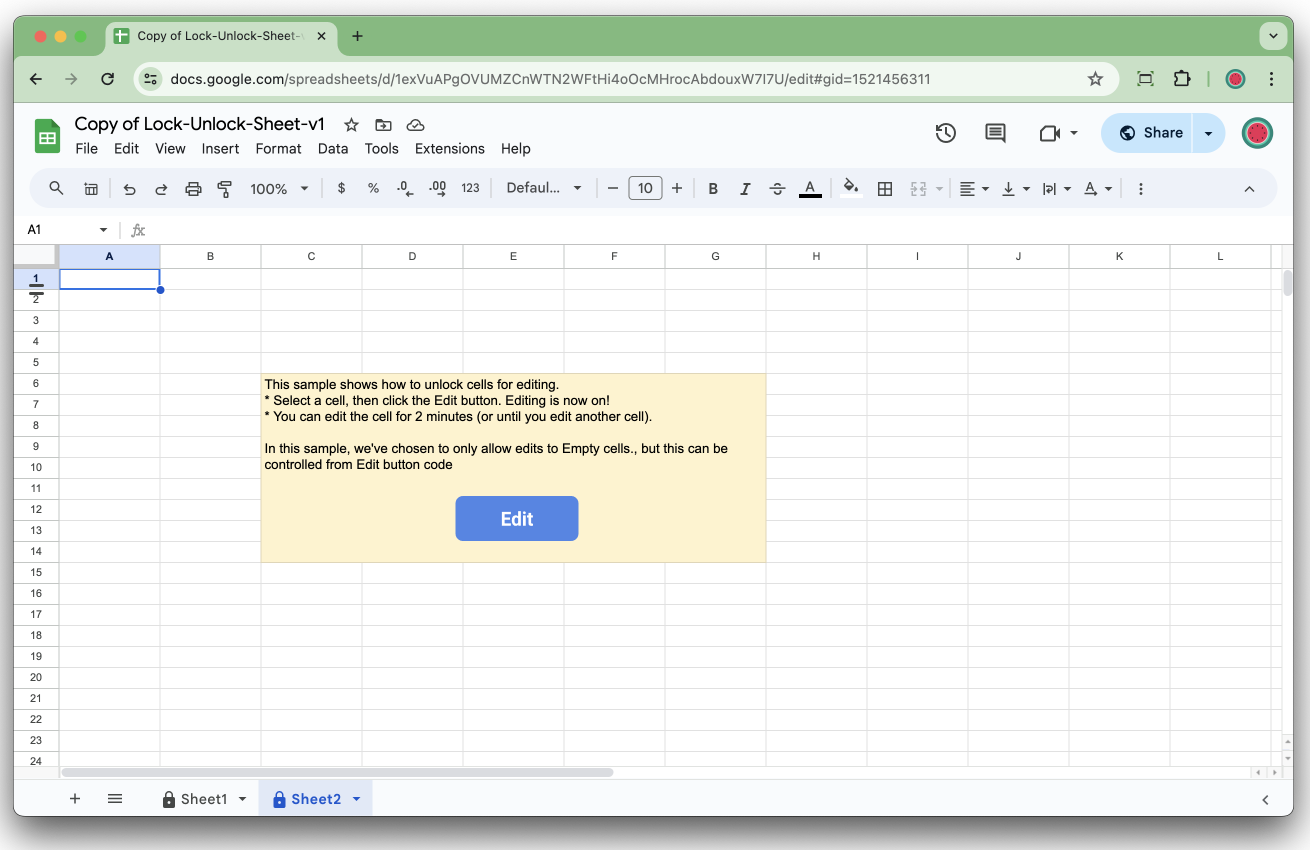 Copy of Lock-Unlock-Sheet-
docs.google.com/spreadsheets/d/1exVuAPgOVUMZCnWTN2WFtHi4oOcMHrocAbdouxW7I7U/edit#gid=1521456311
Copy of Lock-Unlock-Sheet-v1
File Edit View Insert Format Data Tools Extensions Help
Share
100% $ % .0 .00 123 Defaul... 10 B I S A A
A1 fx
A B C D E F G H I J K L
1
2
3
4
5
6
7
8
9
10
11
12
13
14
15
16
17
18
19
20
21
22
23
24
This sample shows how to unlock cells for editing.
* Select a cell, then click the Edit button. Editing is now on!
* You can edit the cell for 2 minutes (or until you edit another cell).
In this sample, we've chosen to only allow edits to Empty cells., but this can be
controlled from Edit button code
Edit
Sheet1 Sheet2